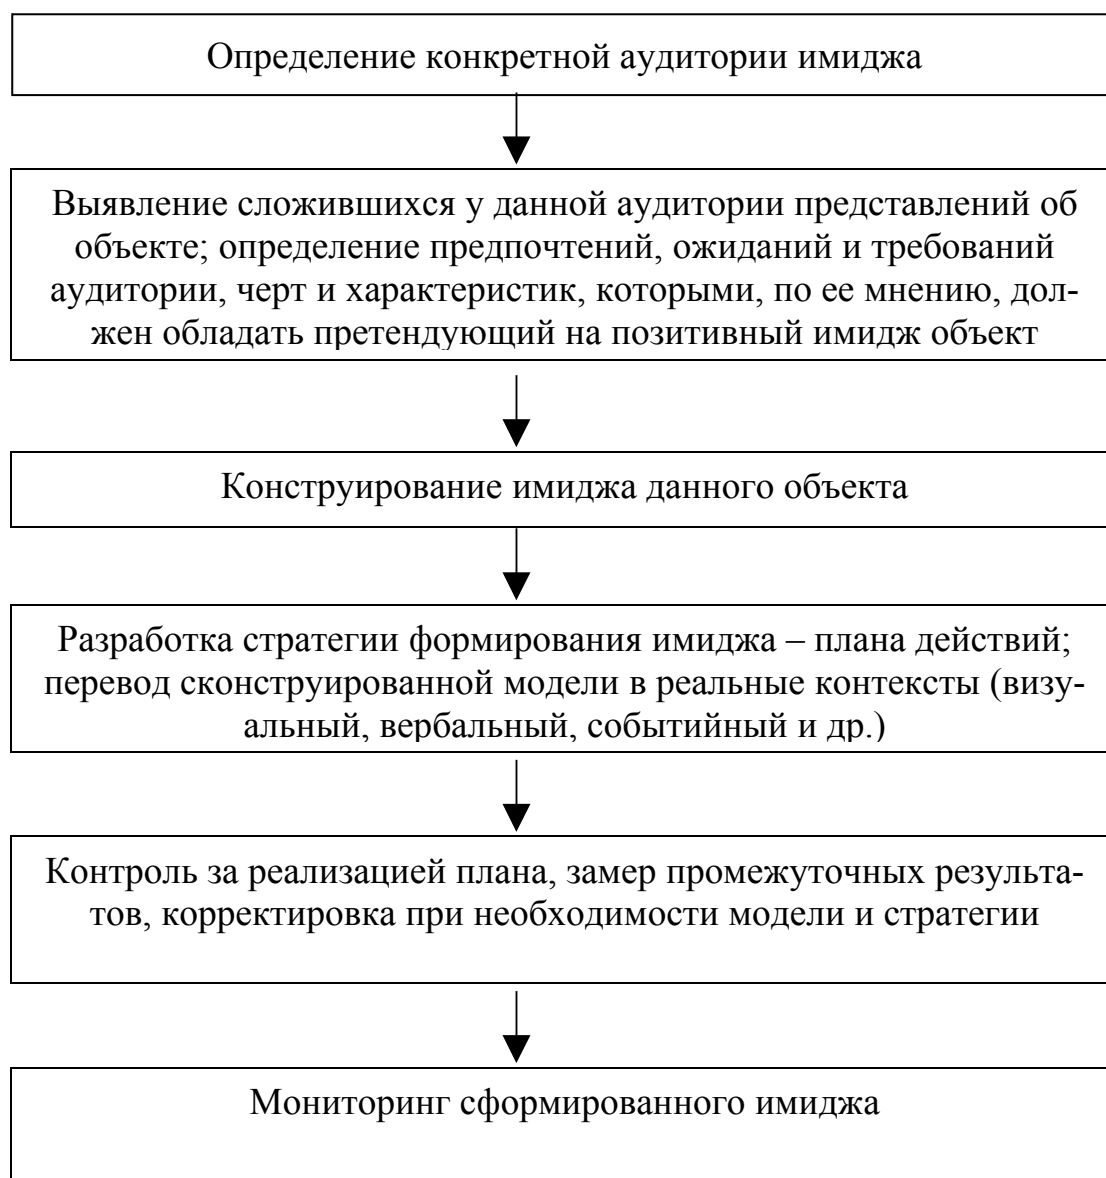 Определение конкретной аудитории имиджа
Выявление сложившихся у данной аудитории представлений об
объекте; определение предпочтений, ожиданий и требований
аудитории, черт и характеристик, которыми, по ее мнению, дол-
жен обладать претендующий на позитивный имидж объект
Конструирование имиджа данного объекта
Разработка стратегии формирования имиджа – плана действий;
перевод сконструированной модели в реальные контексты (визу-
альный, вербальный, событийный и др.)
Контроль за реализацией плана, замер промежуточных результа-
тов, корректировка при необходимости модели и стратегии
Мониторинг сформированного имиджа